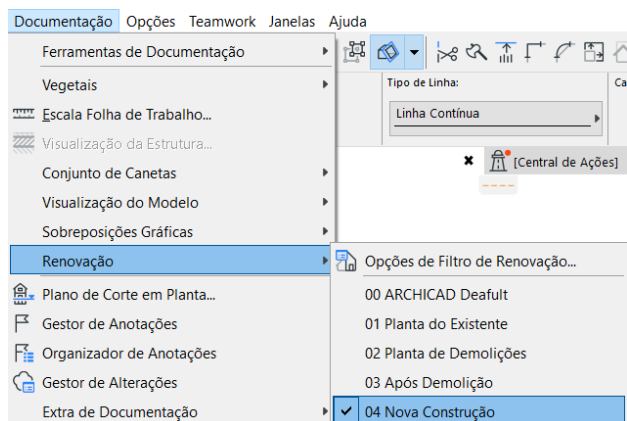 Documentação Opções Teamwork Janelas Ajuda
Ferramentas de Documentação
Vegetais
Tipo de Linha:
Ca
Escala Folha de Trabalho...
Linha Contínua
Visualização da Estrutura...
[Central de Ações]
Conjunto de Canetas
Visualização do Modelo
Sobreposições Gráficas
Renovação
Opções de Filtro de Renovação...
Plano de Corte em Planta...
00 ARCHICAD Deafult
Gestor de Anotações
01 Planta do Existente
Organizador de Anotações
02 Planta de Demolições
Gestor de Alterações
03 Após Demolição
Extra de Documentação
04 Nova Construção